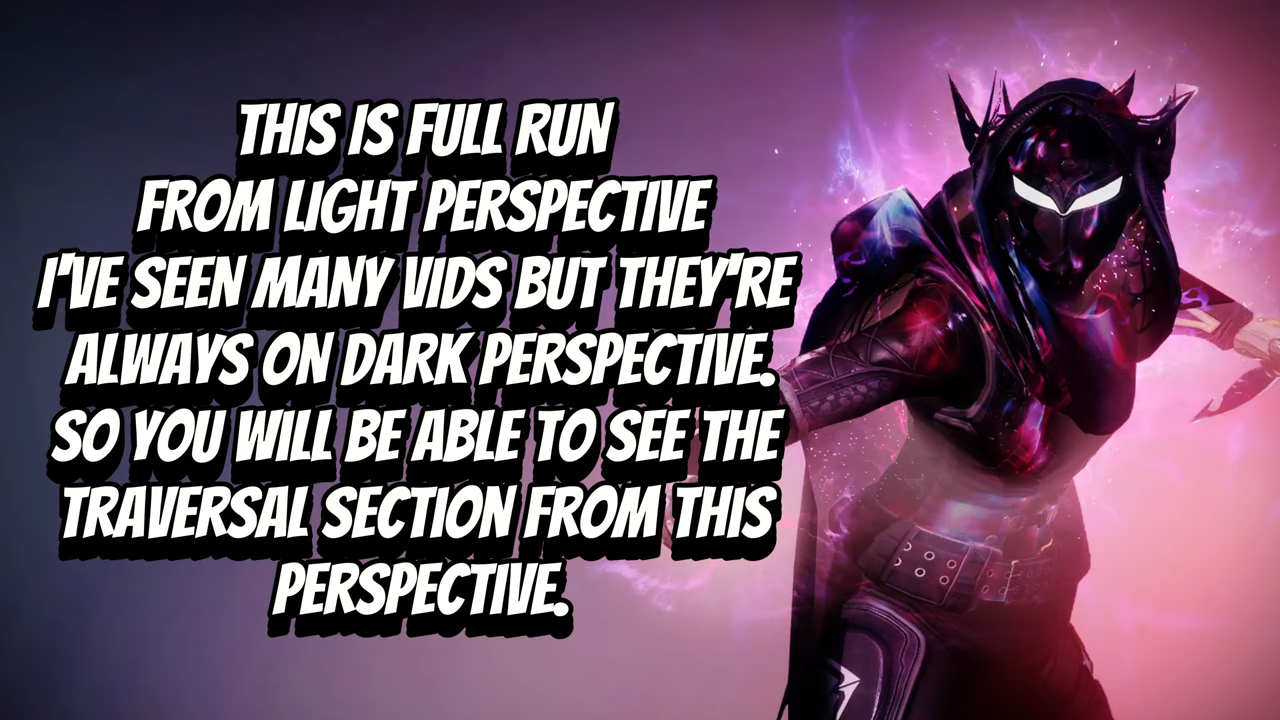 THIS IS FULL RUN
FROM LIGHT PERSPECTIVE
I'VE SEEN MANY VIDS BUT THEY'RE
ALWAYS ON DARK PERSPECTIVE.
SO YOU WILL BE ABLE TO SEE THE
TRAVERSAL SECTION FROM THIS
PERSPECTIVE.